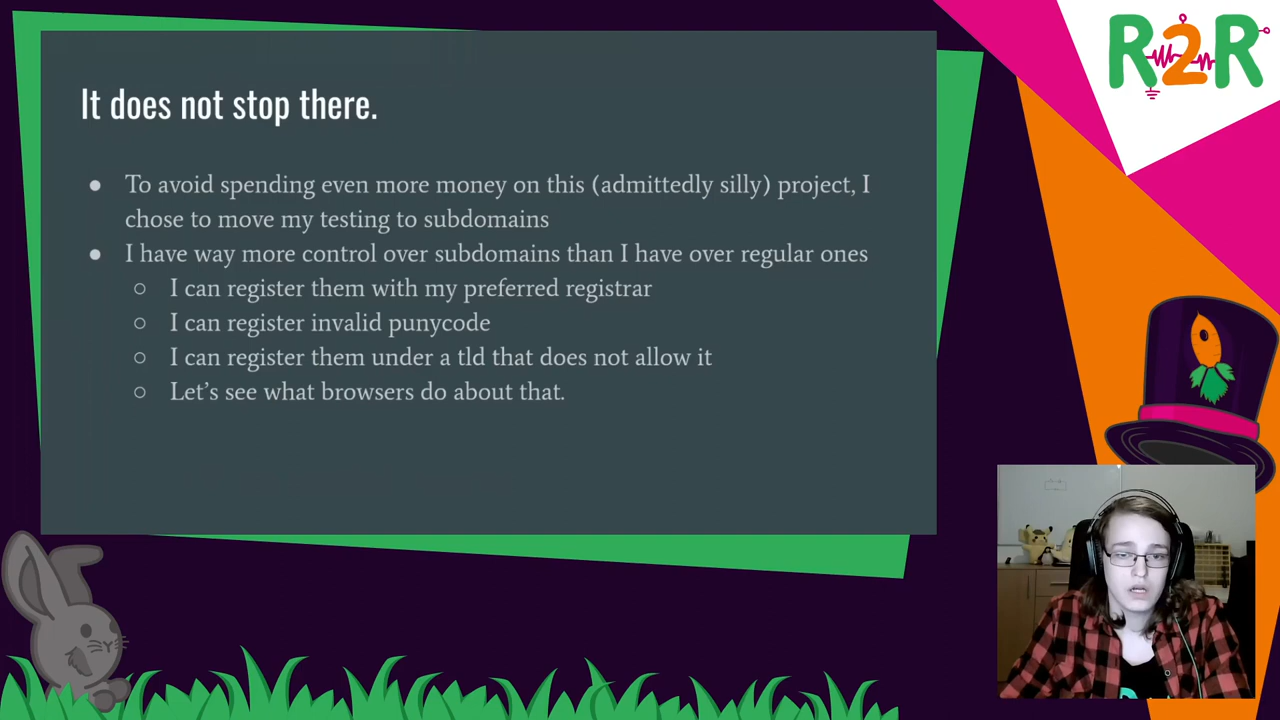 R2R
It does not stop there.
● To avoid spending even more money on this (admittedly silly) project, I
chose to move my testing to subdomains
● I have way more control over subdomains than I have over regular ones
○ I can register them with my preferred registrar
○ I can register invalid punycode
○ I can register them under a tld that does not allow it
○ Let's see what browsers do about that.